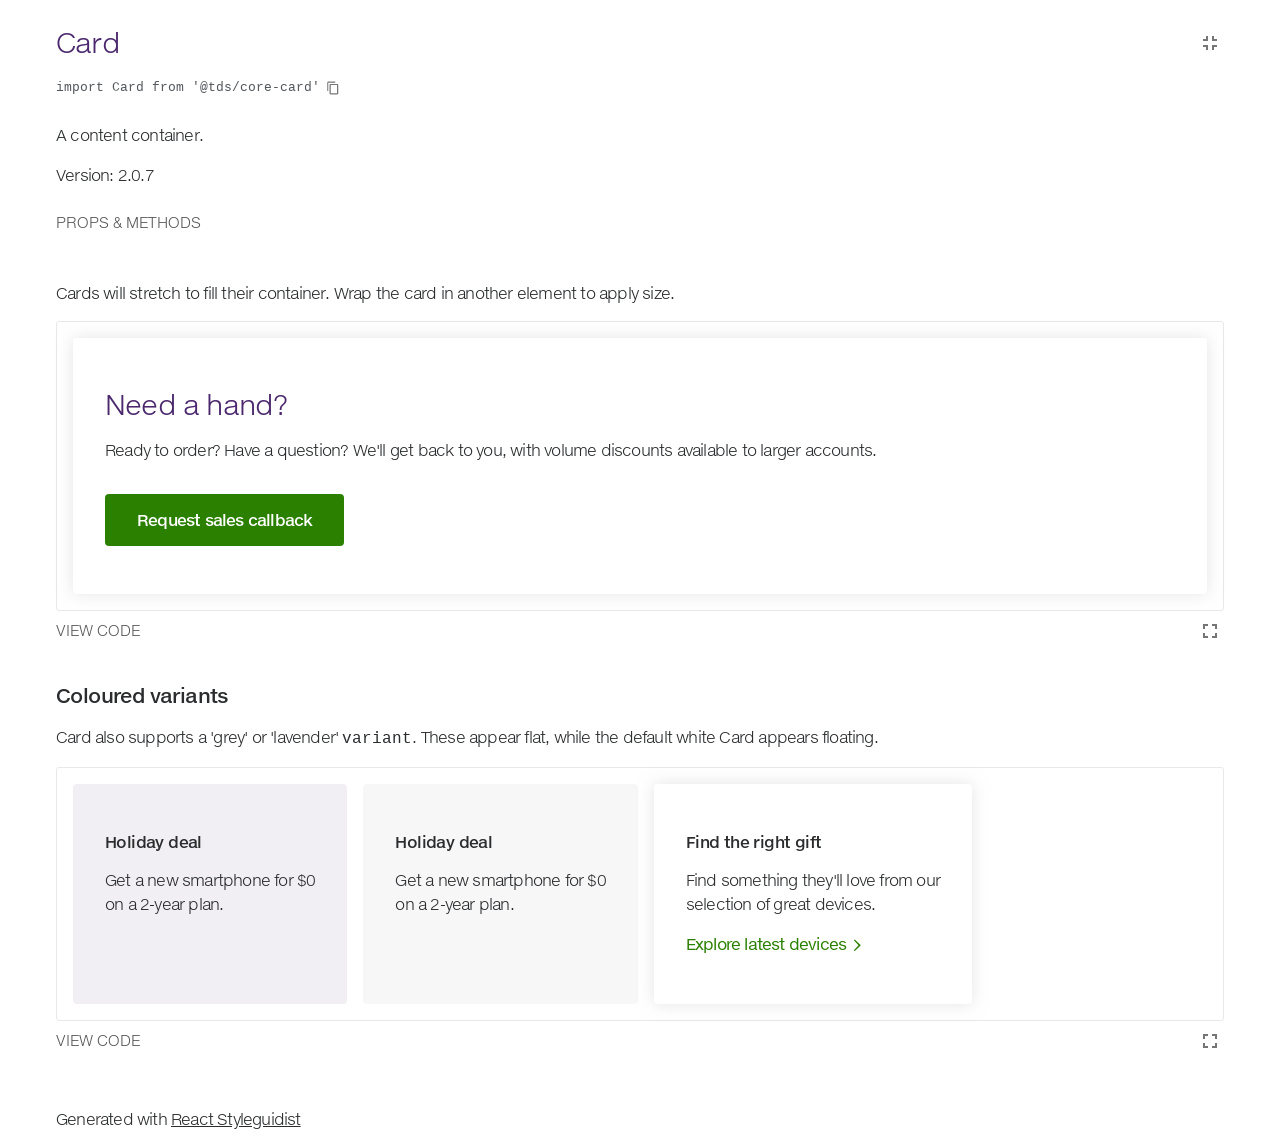 Card
import Card from '@tds/core-card'
A content container.
Version: 2.0.7
PROPS & METHODS
Cards will stretch to fill their container. Wrap the card in another element to apply size.
Need a hand?
Ready to order? Have a question? We'll get back to you, with volume discounts available to larger accounts.
Request sales callback
VIEW CODE
Coloured variants
Card also supports a 'grey' or 'lavender' variant. These appear flat, while the default white Card appears floating.
Holiday deal
Get a new smartphone for $0
on a 2-year plan.
Holiday deal
Get a new smartphone for $0
on a 2-year plan.
Find the right gift
Find something they'll love from our
selection of great devices.
Explore latest devices
VIEW CODE
Generated with React Styleguidist